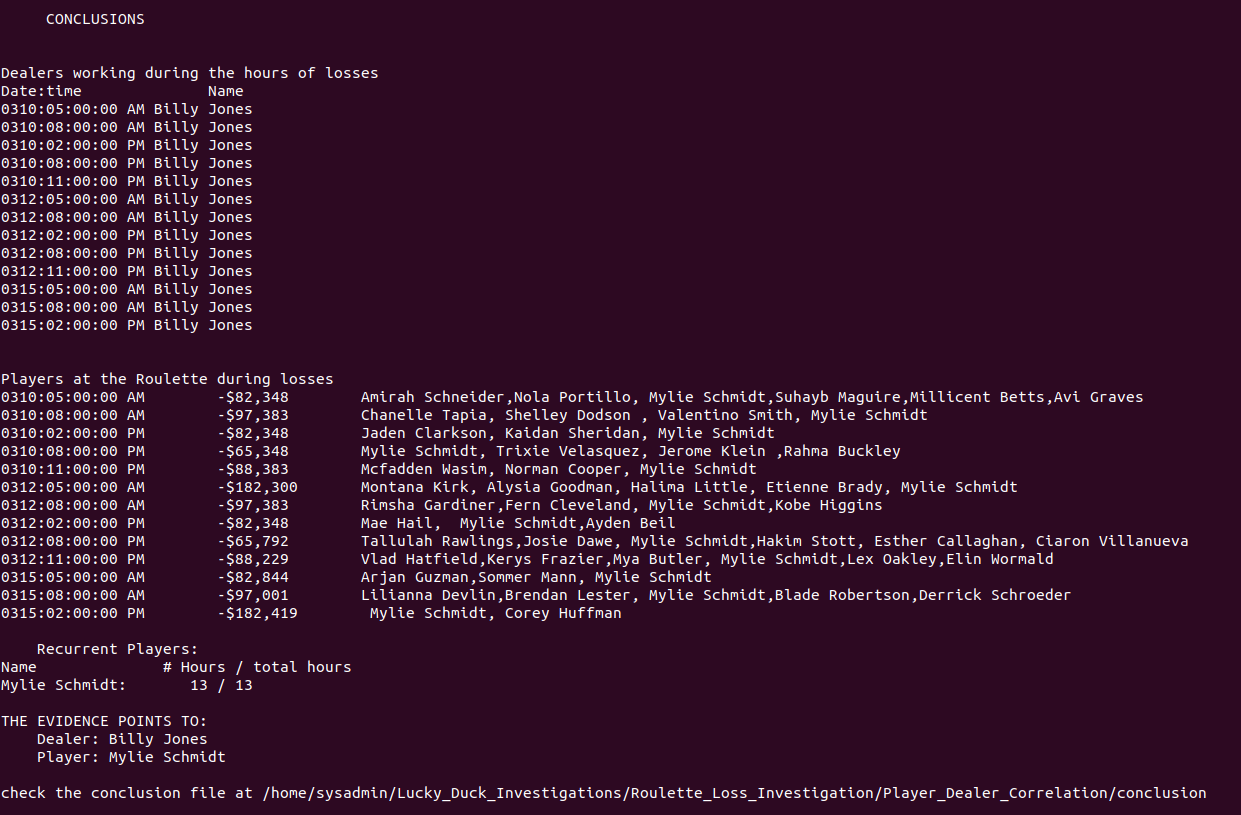 CONCLUSIONS
Dealers working during the hours of losses
Date:time Name
0310:05:00:00 AM Billy Jones
0310:08:00:00 AM Billy Jones
0310:02:00:00 PM Billy Jones
0310:08:00:00 PM Billy Jones
0310:11:00:00 PM Billy Jones
0312:05:00:00 AM Billy Jones
0312:08:00:00 AM Billy Jones
0312:02:00:00 PM Billy Jones
0312:08:00:00 PM Billy Jones
0312:11:00:00 PM Billy Jones
0315:05:00:00 AM Billy Jones
0315:08:00:00 AM Billy Jones
0315:02:00:00 PM Billy Jones
Players at the Roulette during losses
0310:05:00:00 AM -$82,348 Amirah Schneider,Nola Portillo, Mylie Schmidt,Suhayb Maguire,Millicent Betts,Avi Graves
0310:08:00:00 AM -$97,383 Chanelle Tapia, Shelley Dodson , Valentino Smith, Mylie Schmidt
0310:02:00:00 PM -$82,348 Jaden Clarkson, Kaidan Sheridan, Mylie Schmidt
0310:08:00:00 PM -$65,348 Mylie Schmidt, Trixie Velasquez, Jerome Klein ,Rahma Buckley
0310:11:00:00 PM -$88,383 Mcfadden Wasim, Norman Cooper, Mylie Schmidt
0312:05:00:00 AM -$182,300 Montana Kirk, Alysia Goodman, Halima Little, Etienne Brady, Mylie Schmidt
0312:08:00:00 AM -$97,383 Rimsha Gardiner,Fern Cleveland, Mylie Schmidt,Kobe Higgins
0312:02:00:00 PM -$82,348 Mae Hail, Mylie Schmidt,Ayden Beil
0312:08:00:00 PM -$65,792 Tallulah Rawlings,Josie Dawe, Mylie Schmidt,Hakim Stott, Esther Callaghan, Ciaron Villanueva
0312:11:00:00 PM -$88,229 Vlad Hatfield,Kerys Frazier,Mya Butler, Mylie Schmidt,Lex Oakley,Elin Wormald
0315:05:00:00 AM -$82,844 Arjan Guzman,Sommer Mann, Mylie Schmidt
0315:08:00:00 AM -$97,001 Lilianna Devlin,Brendan Lester, Mylie Schmidt,Blade Robertson,Derrick Schroeder
0315:02:00:00 PM -$182,419 Mylie Schmidt, Corey Huffman
Recurrent Players:
Name # Hours / total hours
Mylie Schmidt: 13 / 13
THE EVIDENCE POINTS TO:
Dealer: Billy Jones
Player: Mylie Schmidt
check the conclusion file at /home/sysadmin/Lucky_Duck_Investigations/Roulette_Loss_Investigation/Player_Dealer_Correlation/conclusion